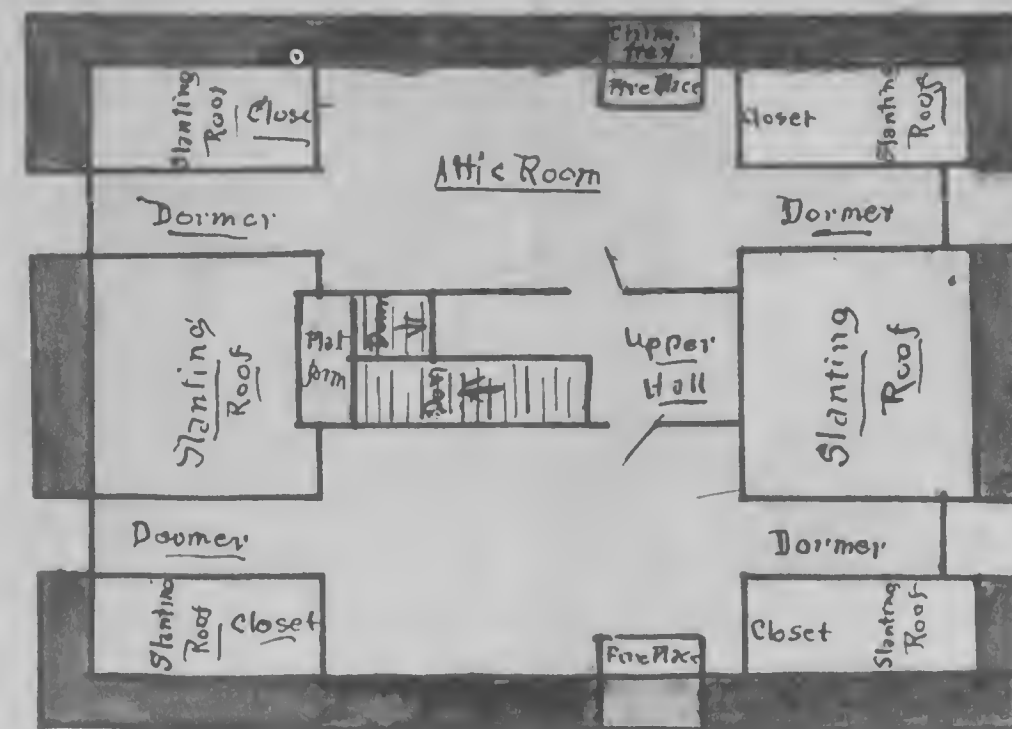 Chim.
ney
Fire Place
Slanting
Roof
Close
Closet
Slanting
Roof
Attic Room
Dormer
Dormer
Plat
form
Down
Upper
Hall
Slanting
Roof
Slanting
Roof
Doomer
Dormer
Slanting
Roof
Closet
Fire Place
Closet
Slanting
Roof